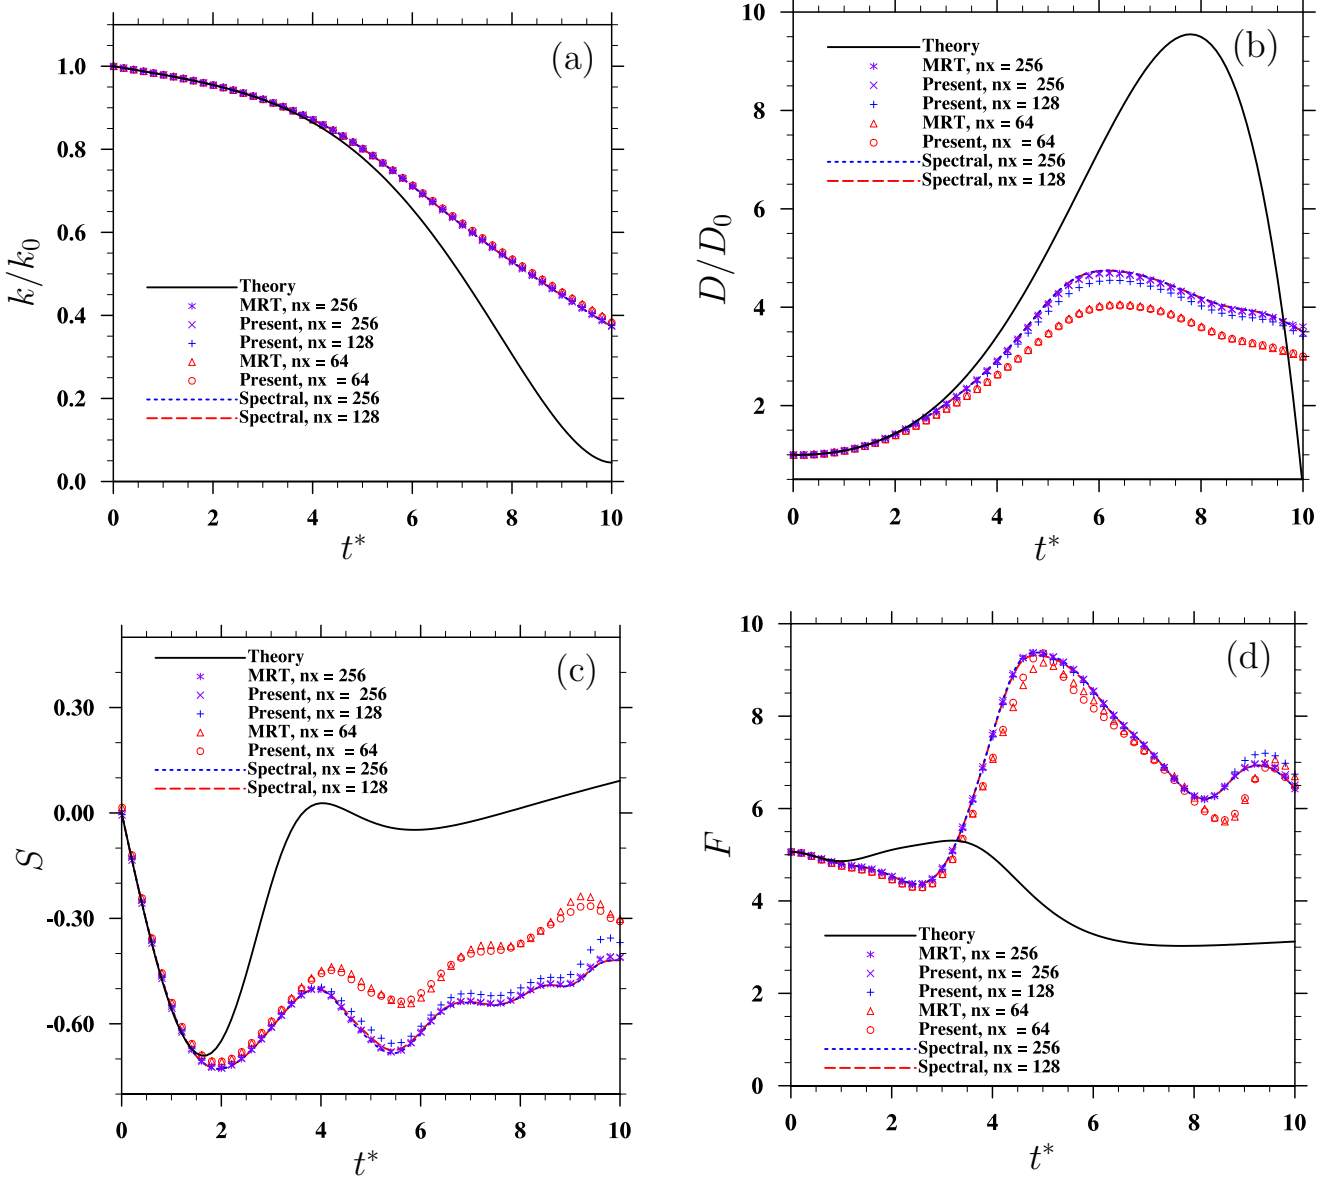 (a)
1.0
0.8
0.6
0.4
0.2
0.0
k/k0
Theory
MRT, nx = 256
Present, nx = 256
Present, nx = 128
MRT, nx = 64
Present, nx = 64
Spectral, nx = 256
Spectral, nx = 128
0 2 4 6 8 10
t*
(b)
10
8
6
4
2
D/D0
Theory
MRT, nx = 256
Present, nx = 256
Present, nx = 128
MRT, nx = 64
Present, nx = 64
Spectral, nx = 256
Spectral, nx = 128
0 2 4 6 8 10
t*
(c)
0.30
0.00
-0.30
-0.60
S
Theory
MRT, nx = 256
Present, nx = 256
Present, nx = 128
MRT, nx = 64
Present, nx = 64
Spectral, nx = 256
Spectral, nx = 128
0 2 4 6 8 10
t*
(d)
10
8
6
4
2
0
F
Theory
MRT, nx = 256
Present, nx = 256
Present, nx = 128
MRT, nx = 64
Present, nx = 64
Spectral, nx = 256
Spectral, nx = 128
0 2 4 6 8 10
t*